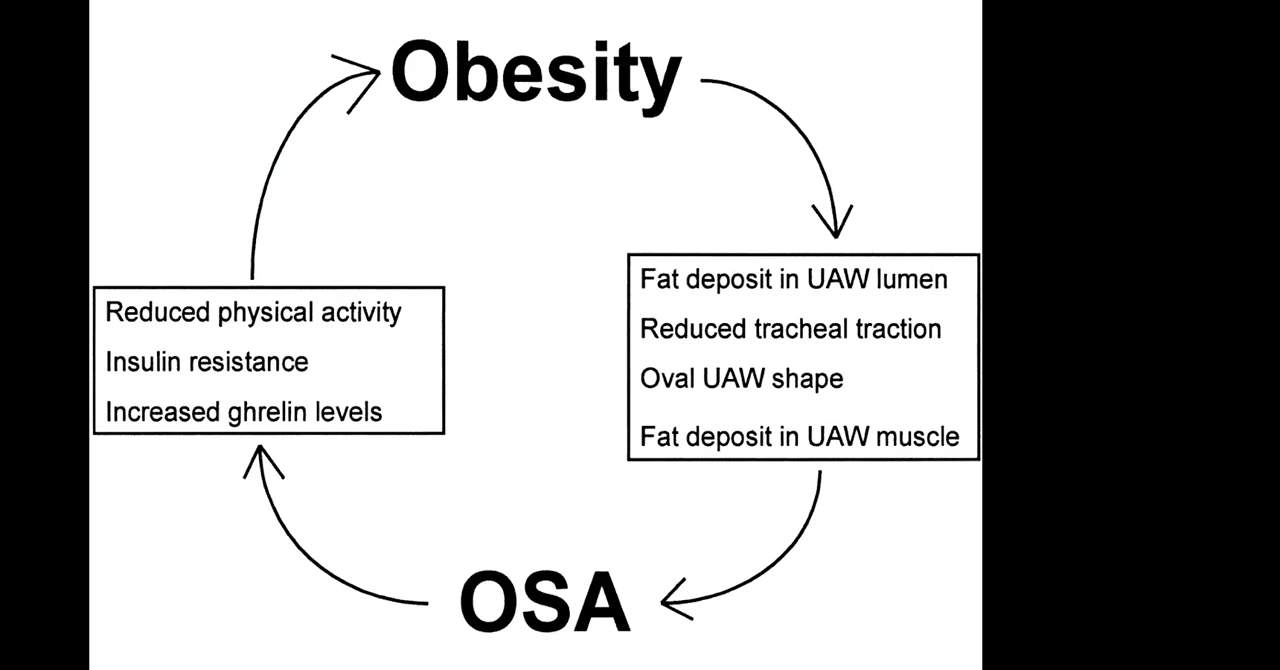 Obesity
Fat deposit in UAW lumen
Reduced tracheal traction
Oval UAW shape
Fat deposit in UAW muscle
OSA
Reduced physical activity
Insulin resistance
Increased ghrelin levels